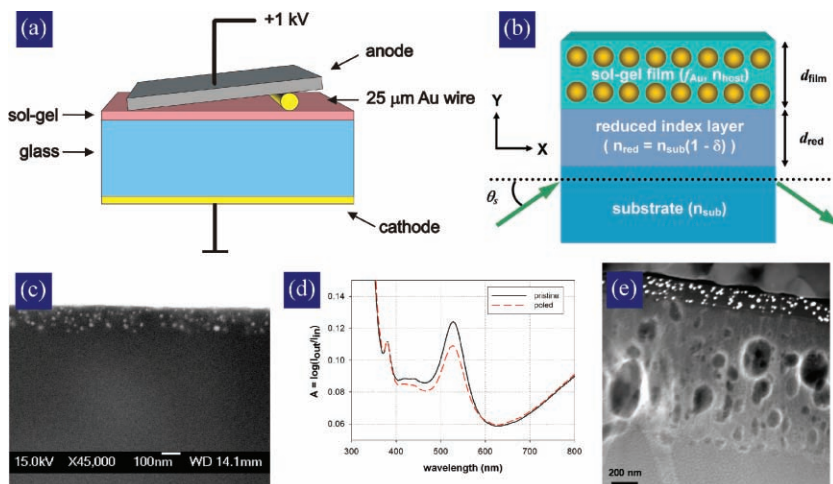 (a)
+1 kV
anode
25 µm Au wire
sol-gel
glass
cathode
(b)
sol-gel film (f_Au, n_host)
d_film
Y
X
reduced index layer
( n_red = n_sub(1 - δ) )
d_red
θ_s
substrate (n_sub)
(c)
15.0kV X45,000 100nm WD 14.1mm
(d)
pristine
poled
0.14
0.12
0.10
0.08
0.06
A = log(I_out/I_in)
300 400 500 600 700 800
wavelength (nm)
(e)
200 nm